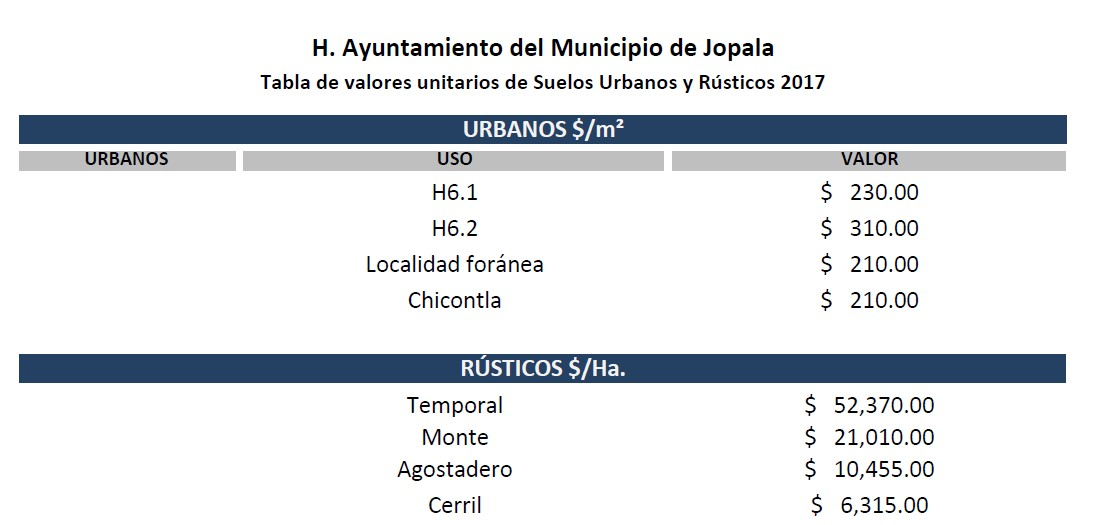 H. Ayuntamiento del Municipio de Jopala
Tabla de valores unitarios de Suelos Urbanos y Rústicos 2017
URBANOS $/m²
URBANOS USO VALOR
H6.1 $ 230.00
H6.2 $ 310.00
Localidad foránea $ 210.00
Chicontla $ 210.00
RÚSTICOS $/Ha.
Temporal $ 52,370.00
Monte $ 21,010.00
Agostadero $ 10,455.00
Cerril $ 6,315.00